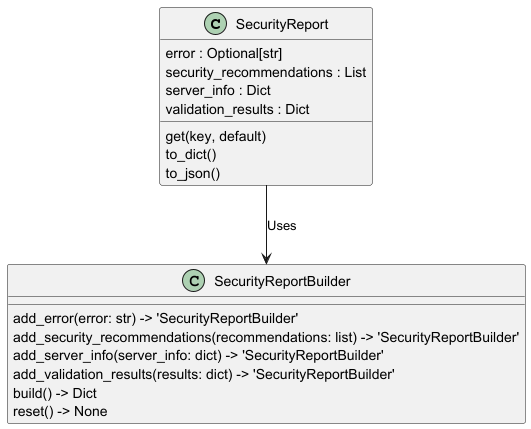 C SecurityReport
error : Optional[str]
security_recommendations : List
server_info : Dict
validation_results : Dict
get(key, default)
to_dict()
to_json()
Uses
C SecurityReportBuilder
add_error(error: str) -> 'SecurityReportBuilder'
add_security_recommendations(recommendations: list) -> 'SecurityReportBuilder'
add_server_info(server_info: dict) -> 'SecurityReportBuilder'
add_validation_results(results: dict) -> 'SecurityReportBuilder'
build() -> Dict
reset() -> None